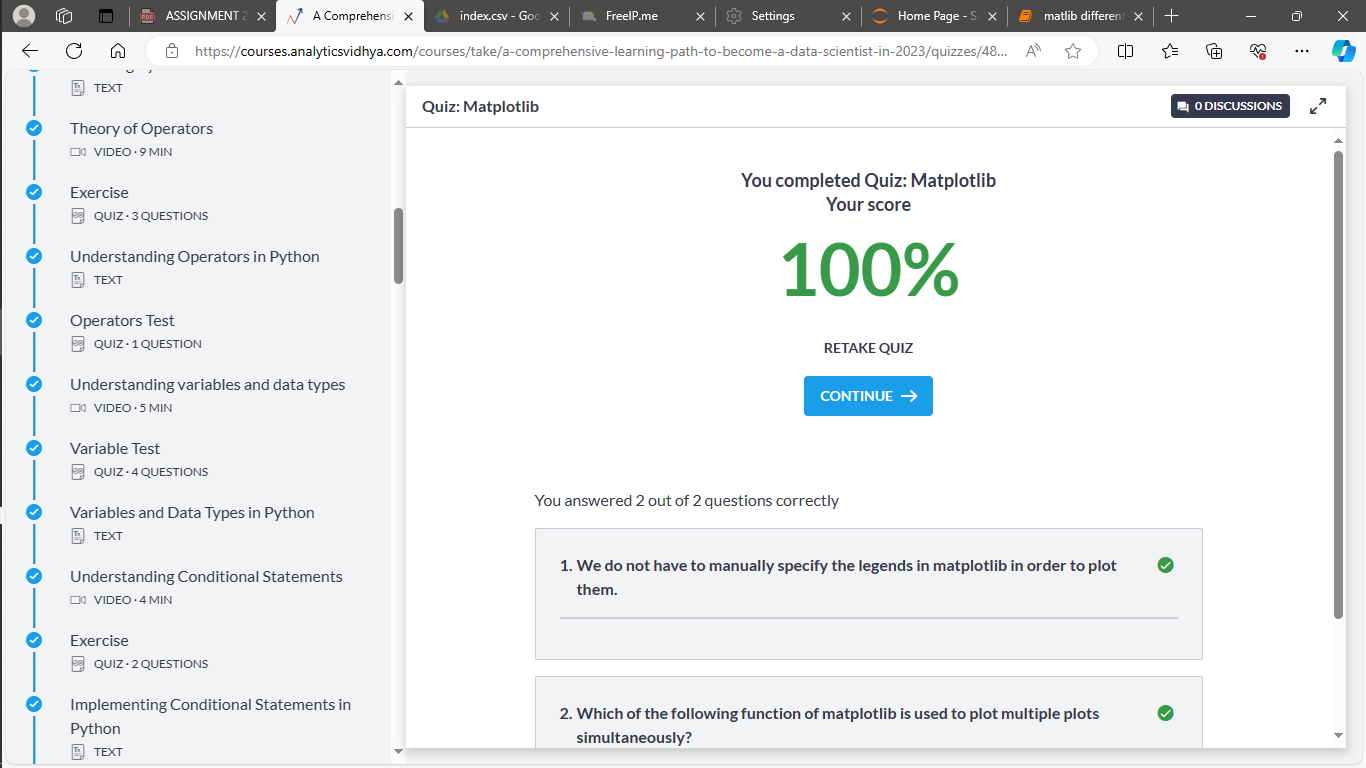 ASSIGNMENT 2
A Comprehensi
index.csv - Goo
FreeIP.me
Settings
Home Page - S
matlib different
https://courses.analyticsvidhya.com/courses/take/a-comprehensive-learning-path-to-become-a-data-scientist-in-2023/quizzes/48...
TEXT
Theory of Operators
VIDEO · 9 MIN
Exercise
QUIZ · 3 QUESTIONS
Understanding Operators in Python
TEXT
Operators Test
QUIZ · 1 QUESTION
Understanding variables and data types
VIDEO · 5 MIN
Variable Test
QUIZ · 4 QUESTIONS
Variables and Data Types in Python
TEXT
Understanding Conditional Statements
VIDEO · 4 MIN
Exercise
QUIZ · 2 QUESTIONS
Implementing Conditional Statements in
Python
TEXT
Quiz: Matplotlib
0 DISCUSSIONS
You completed Quiz: Matplotlib
Your score
100%
RETAKE QUIZ
CONTINUE →
You answered 2 out of 2 questions correctly
1. We do not have to manually specify the legends in matplotlib in order to plot
them.
2. Which of the following function of matplotlib is used to plot multiple plots
simultaneously?